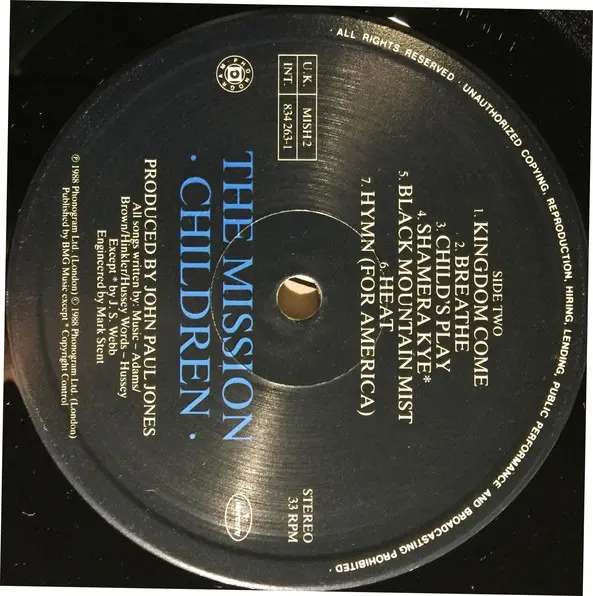 · ALL RIGHTS RESERVED · UNAUTHORIZED COPYING, REPRODUCTION, HIRING, LENDING, PUBLIC PERFORMANCE AND BROADCASTING PROHIBITED ·
PHONOGRAM
U.K MISH 2
INT. 834 263-1
SIDE TWO
1. KINGDOM COME
2. BREATHE
3. CHILD'S PLAY
4. SHAMERA KYE*
5. BLACK MOUNTAIN MIST
6. HEAT
7. HYMN (FOR AMERICA)
STEREO
33 RPM
THE MISSION
· CHILDREN ·
PRODUCED BY JOHN PAUL JONES
All songs written by: Music – Adams/
Brown/Hinkler/Hussey Words – Hussey
Except * by J. S. Webb
Engineered by Mark Stent
℗ 1988 Phonogram Ltd. (London) © 1988 Phonogram Ltd. (London)
Published by BMG Music except * Copyright Control